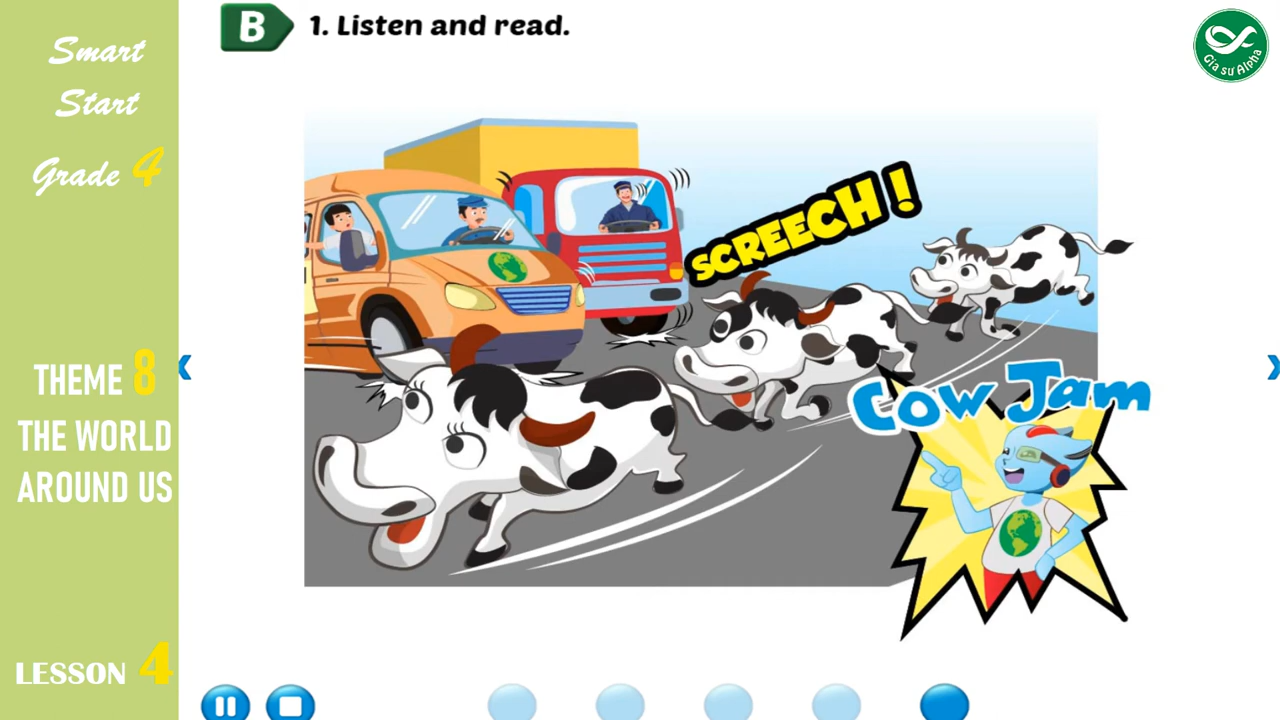 Smart
Start
Grade 4
THEME 8
THE WORLD
AROUND US
LESSON 4
B 1. Listen and read.
Gia sư Alpha
SCREECH!
Cow Jam